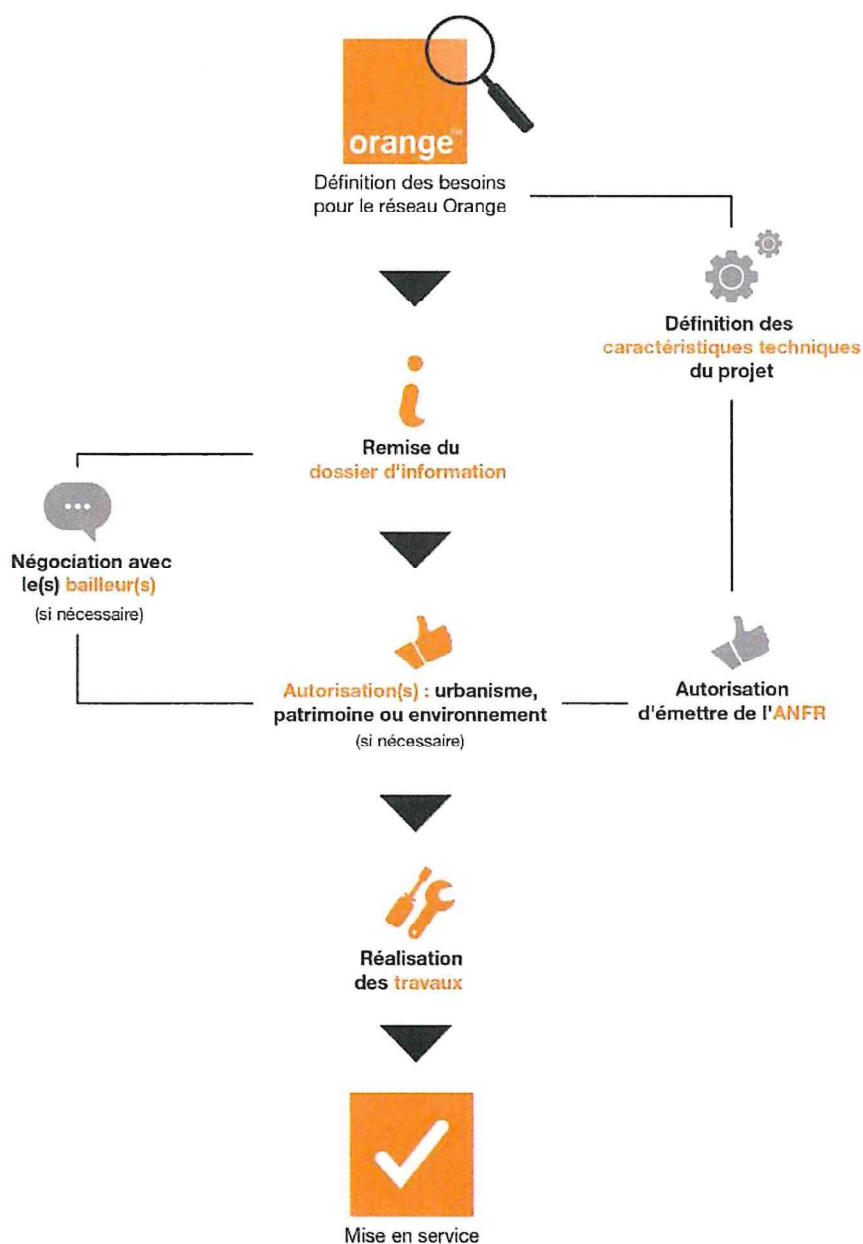 orange™
Définition des besoins
pour le réseau Orange
Définition des
caractéristiques techniques
du projet
Remise du
dossier d'information
Négociation avec
le(s) bailleur(s)
(si nécessaire)
Autorisation(s) : urbanisme,
patrimoine ou environnement
(si nécessaire)
Autorisation
d'émettre de l'ANFR
Réalisation
des travaux
Mise en service